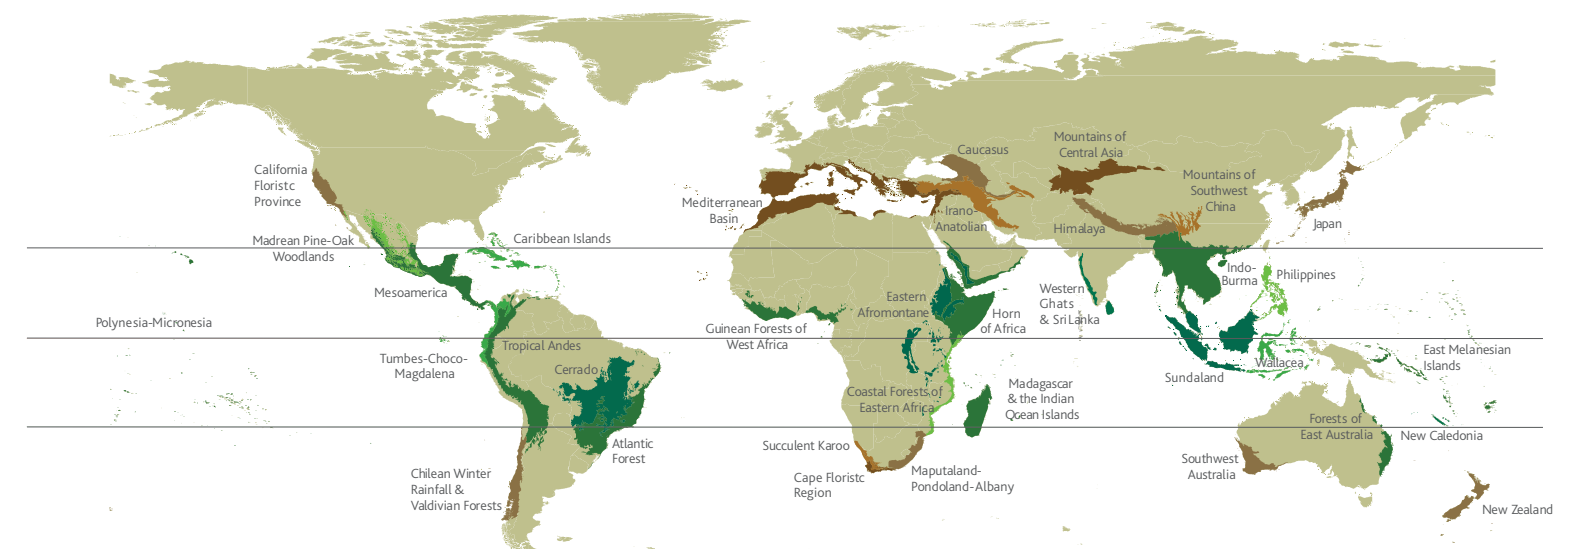 California
Floristc
Province
Madrean Pine-Oak
Woodlands
Mesoamerica
Caribbean Islands
Polynesia-Micronesia
Tumbes-Choco-
Magdalena
Tropical Andes
Cerrado
Atlantic
Forest
Chilean Winter
Rainfall &
Valdivian Forests
Mediterranean
Basin
Caucasus
Irano-
Anatolian
Mountains of
Central Asia
Mountains of
Southwest
China
Himalaya
Japan
Eastern
Afromontane
Horn
of Africa
Guinean Forests of
West Africa
Coastal Forests of
Eastern Africa
Madagascar
& the Indian
Ocean Islands
Succulent Karoo
Cape Floristc
Region
Maputaland-
Pondoland-Albany
Western
Ghats
& Sri Lanka
Indo-
Burma
Philippines
Sundaland
Wallacea
East Melanesian
Islands
Forests of
East Australia
New Caledonia
Southwest
Australia
New Zealand